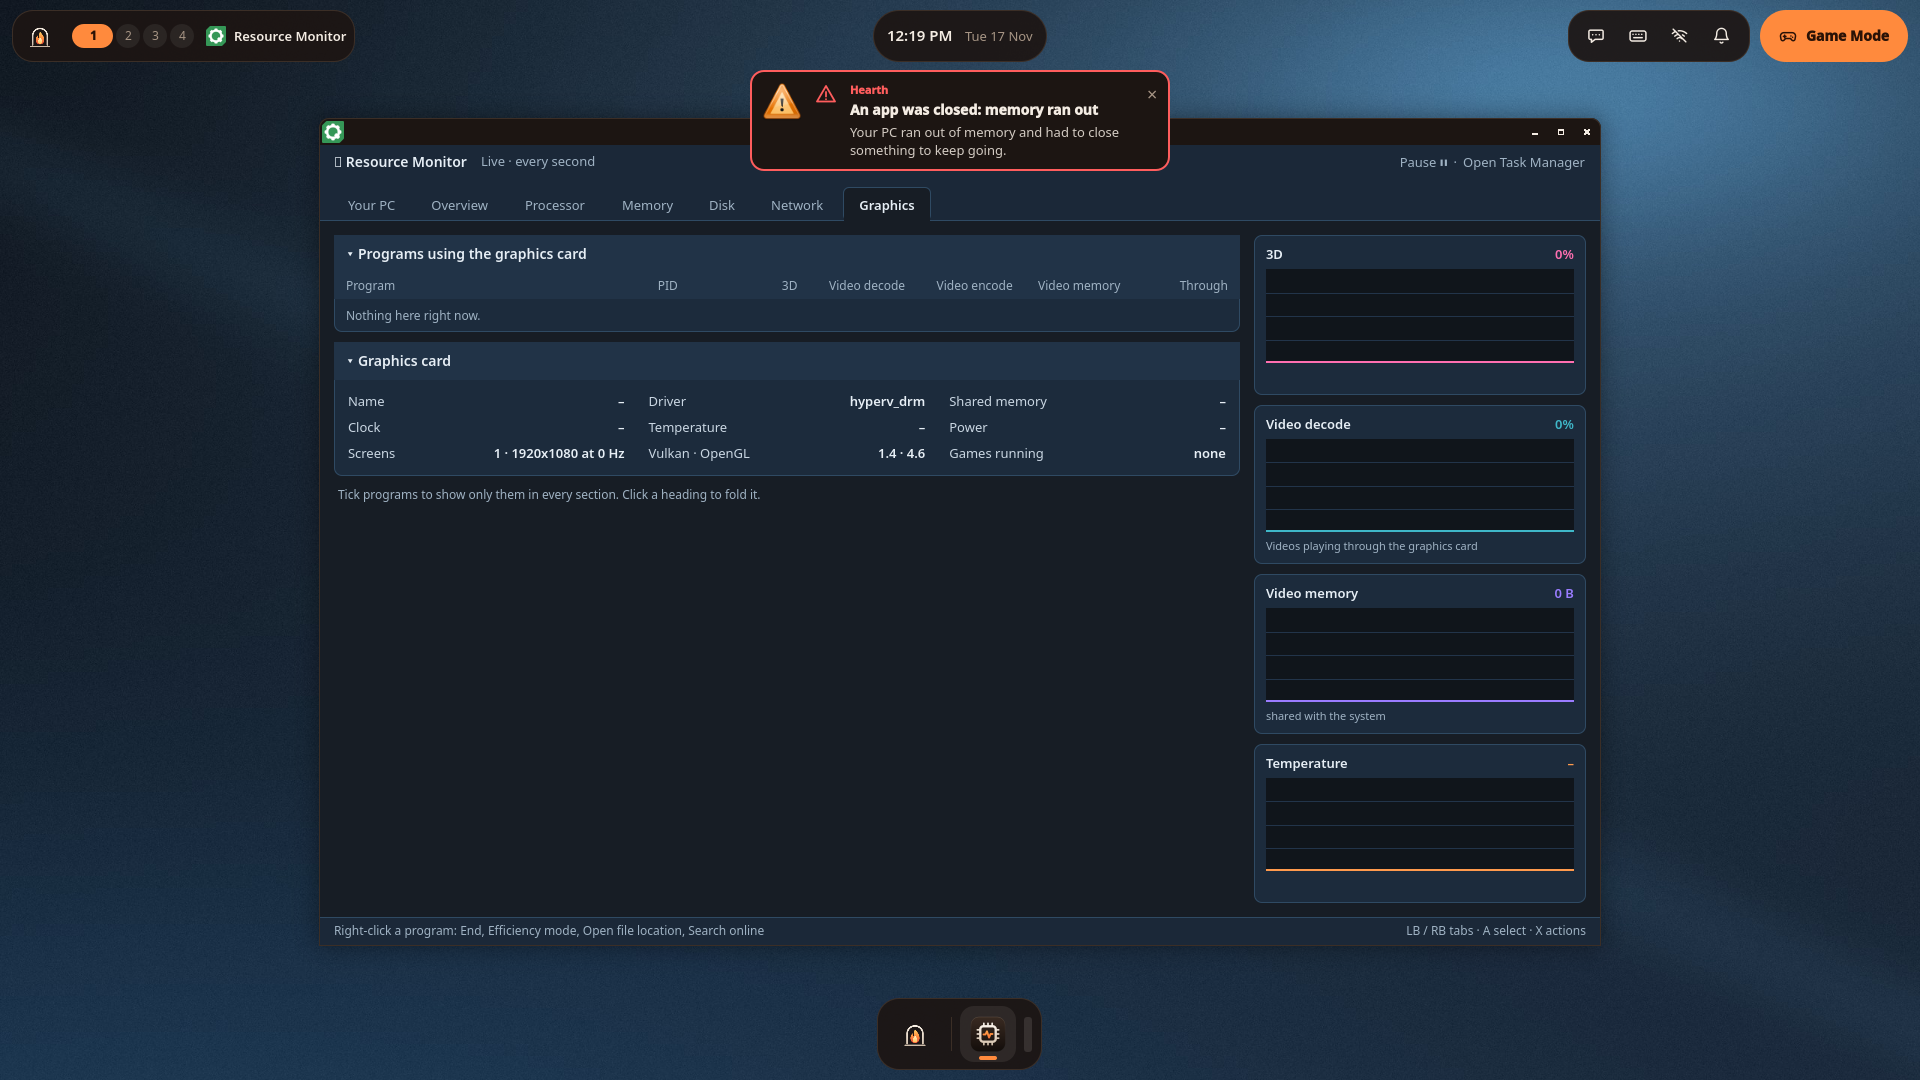 1 2 3 4 Resource Monitor
12:19 PM Tue 17 Nov
Game Mode
Hearth
An app was closed: memory ran out
Your PC ran out of memory and had to close
something to keep going.
Resource Monitor Live · every second
Pause · Open Task Manager
Your PC Overview Processor Memory Disk Network Graphics
Programs using the graphics card
Program PID 3D Video decode Video encode Video memory Through
Nothing here right now.
Graphics card
Name – Driver hyperv_drm Shared memory –
Clock – Temperature – Power –
Screens 1 · 1920x1080 at 0 Hz Vulkan · OpenGL 1.4 · 4.6 Games running none
Tick programs to show only them in every section. Click a heading to fold it.
3D 0%
Video decode 0%
Videos playing through the graphics card
Video memory 0 B
shared with the system
Temperature –
Right-click a program: End, Efficiency mode, Open file location, Search online
LB / RB tabs · A select · X actions